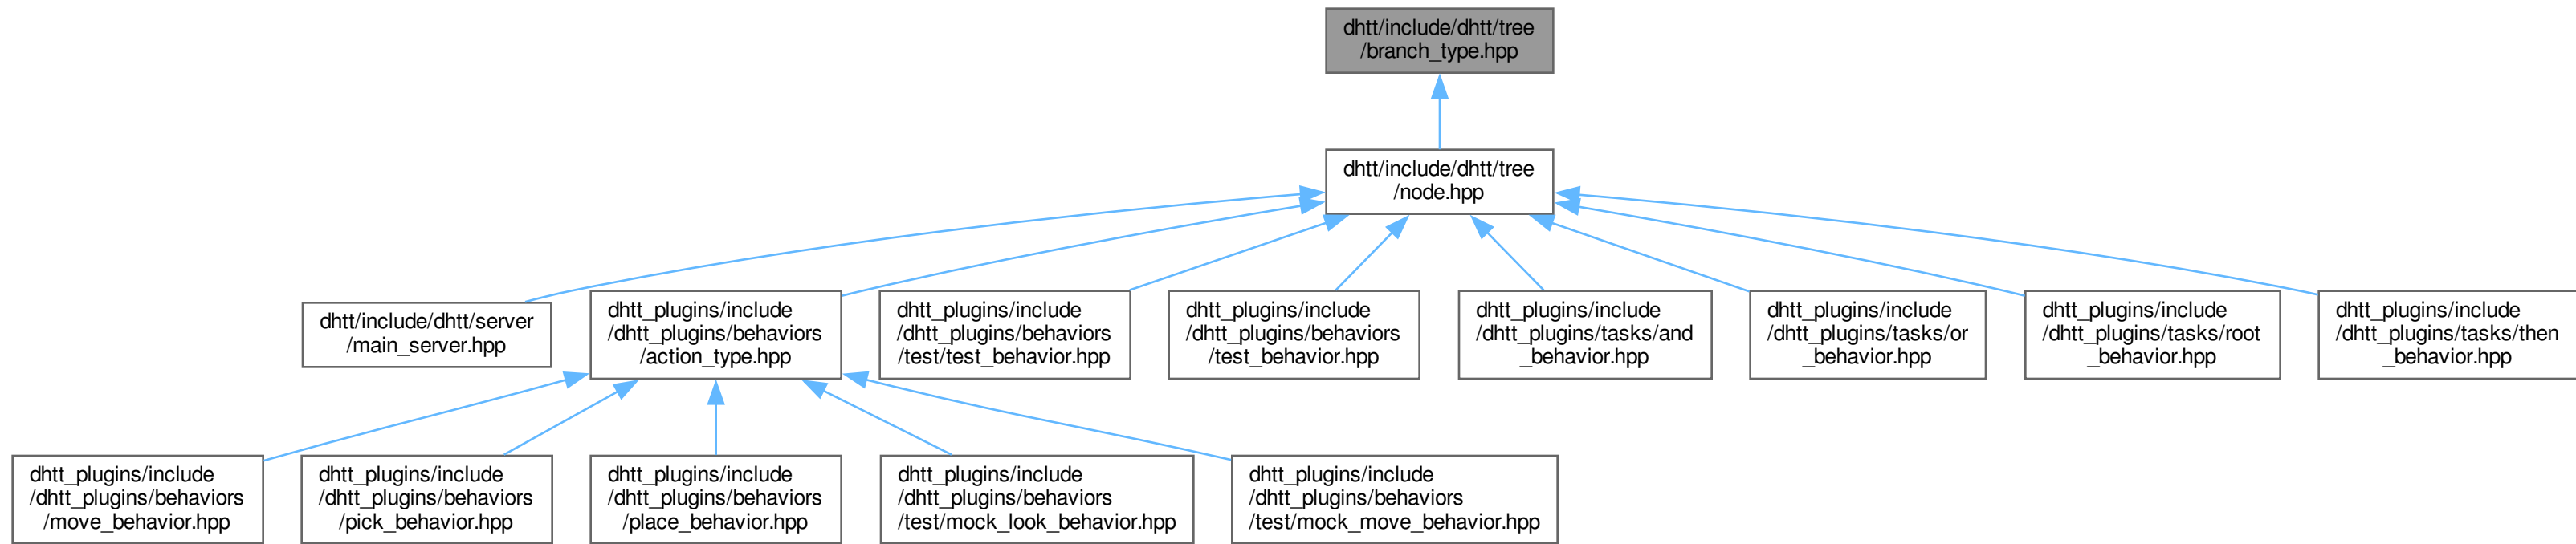 dhtt/include/dhtt/tree
/branch_type.hpp
dhtt/include/dhtt/tree
/node.hpp
dhtt/include/dhtt/server
/main_server.hpp
dhtt_plugins/include
/dhtt_plugins/behaviors
/action_type.hpp
dhtt_plugins/include
/dhtt_plugins/behaviors
/test/test_behavior.hpp
dhtt_plugins/include
/dhtt_plugins/behaviors
/test_behavior.hpp
dhtt_plugins/include
/dhtt_plugins/tasks/and
_behavior.hpp
dhtt_plugins/include
/dhtt_plugins/tasks/or
_behavior.hpp
dhtt_plugins/include
/dhtt_plugins/tasks/root
_behavior.hpp
dhtt_plugins/include
/dhtt_plugins/tasks/then
_behavior.hpp
dhtt_plugins/include
/dhtt_plugins/behaviors
/move_behavior.hpp
dhtt_plugins/include
/dhtt_plugins/behaviors
/pick_behavior.hpp
dhtt_plugins/include
/dhtt_plugins/behaviors
/place_behavior.hpp
dhtt_plugins/include
/dhtt_plugins/behaviors
/test/mock_look_behavior.hpp
dhtt_plugins/include
/dhtt_plugins/behaviors
/test/mock_move_behavior.hpp